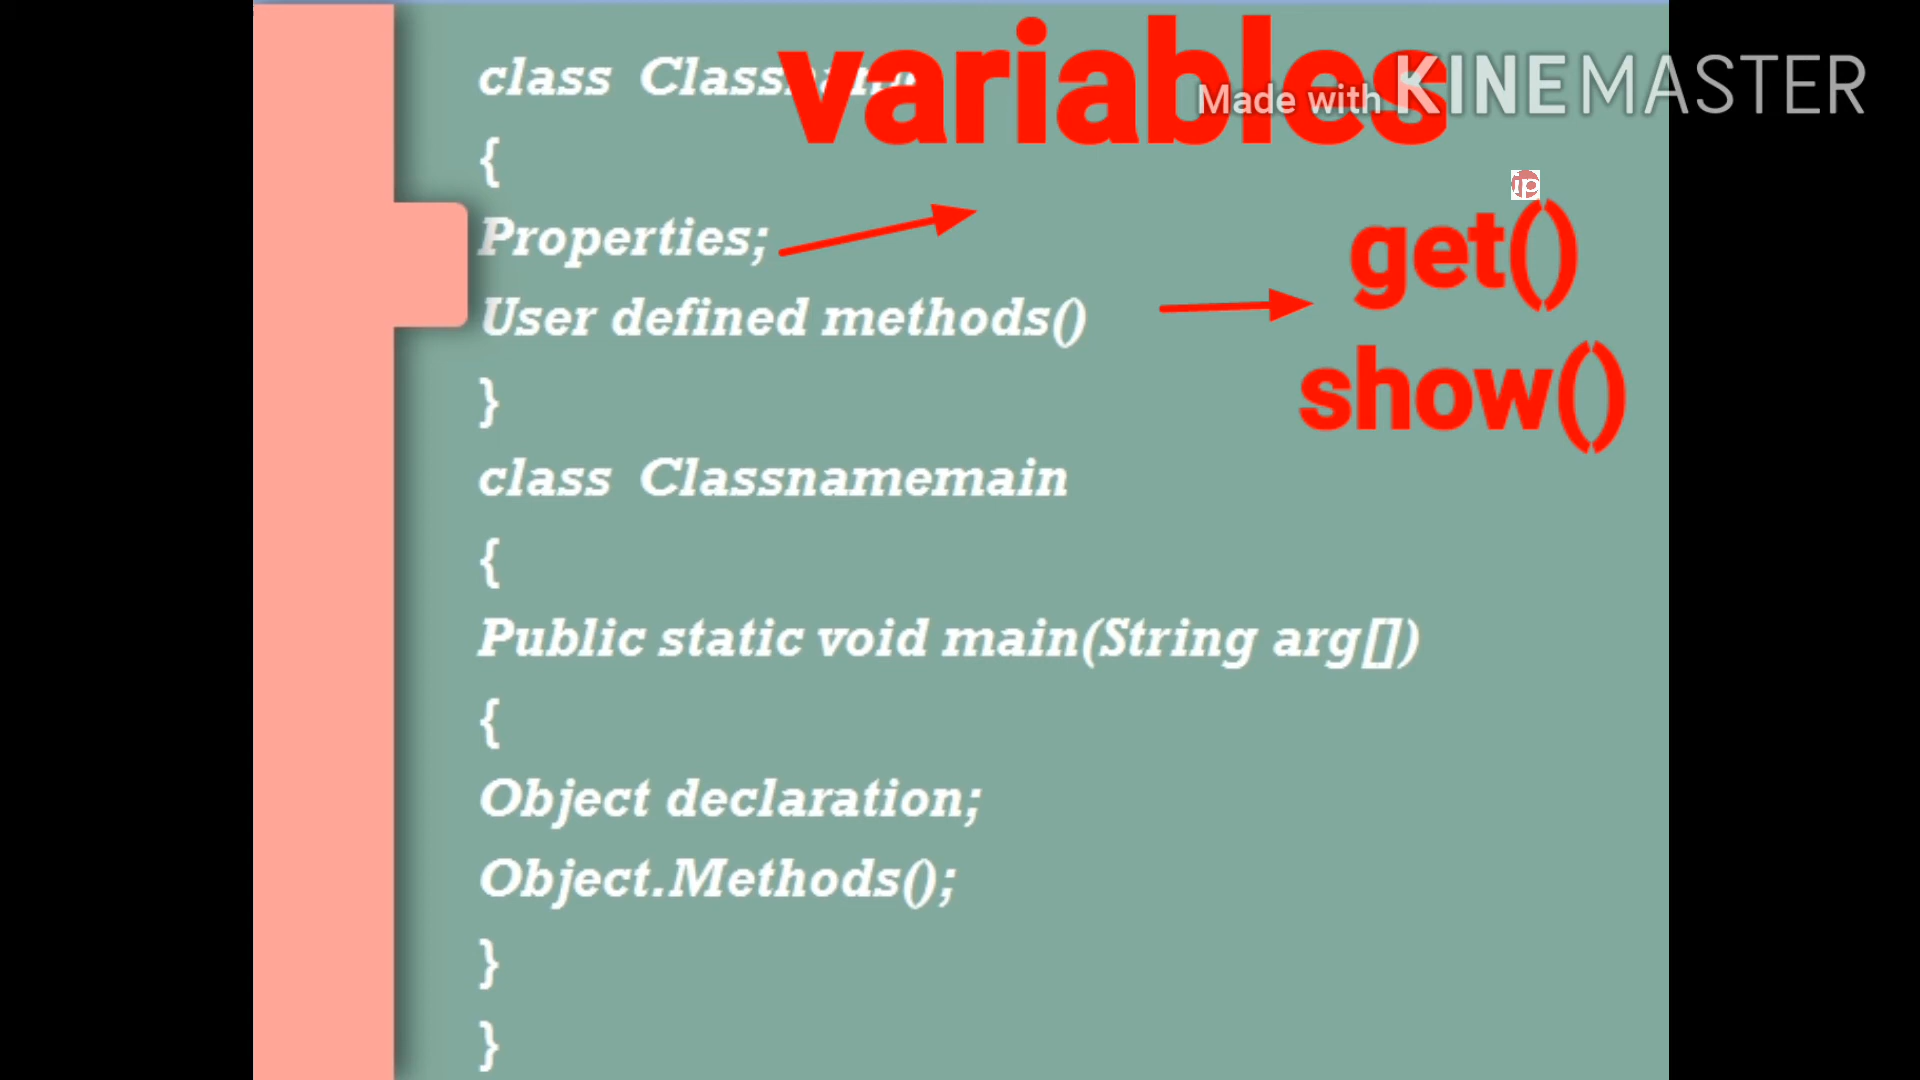 variables
Made with KINEMASTER
class
{
ip
Properties;
get()
User defined methods()
show()
}
class Classnamemain
{
Public static void main(String arg[])
{
Object declaration;
Object.Methods();
}
}